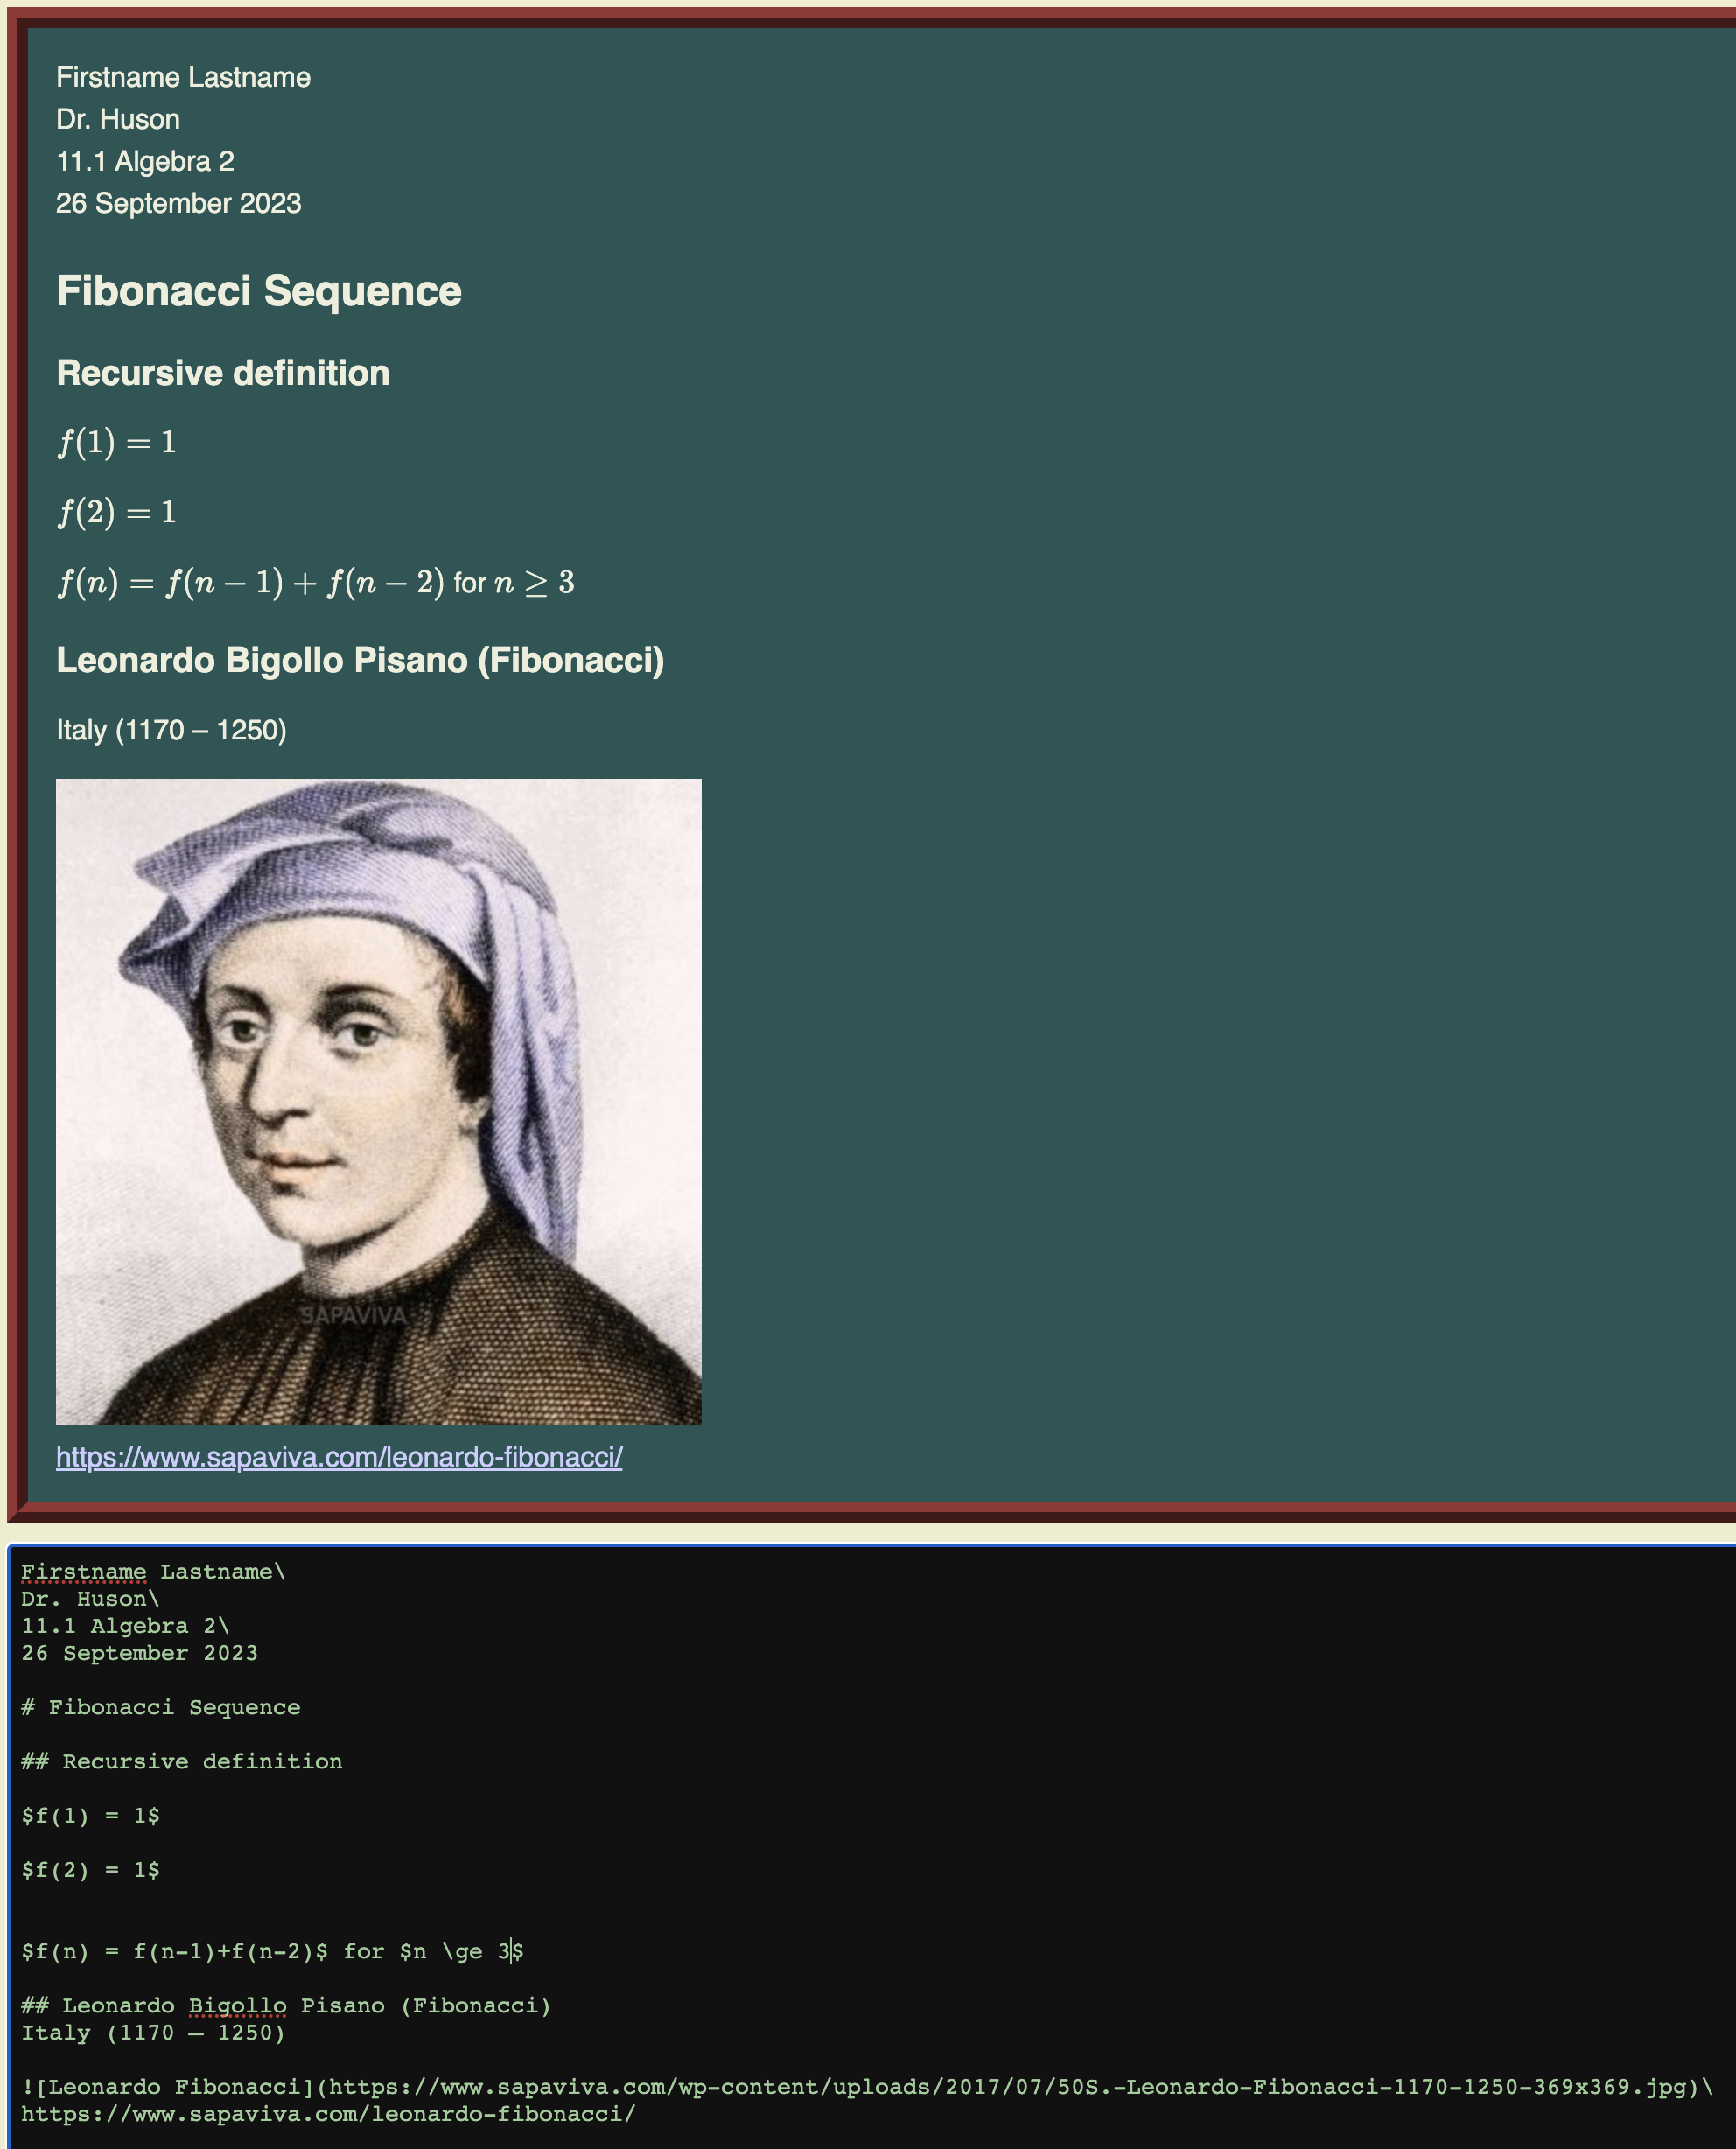 Firstname Lastname
Dr. Huson
11.1 Algebra 2
26 September 2023
Fibonacci Sequence
Recursive definition
f(1) = 1
f(2) = 1
f(n) = f(n − 1) + f(n − 2) for n ≥ 3
Leonardo Bigollo Pisano (Fibonacci)
Italy (1170 – 1250)
SAPAVIVA
https://www.sapaviva.com/leonardo-fibonacci/
Firstname Lastname\
Dr. Huson\
11.1 Algebra 2\
26 September 2023
# Fibonacci Sequence
## Recursive definition
$f(1) = 1$
$f(2) = 1$
$f(n) = f(n-1)+f(n-2)$ for $n \ge 3$
## Leonardo Bigollo Pisano (Fibonacci)
Italy (1170 – 1250)
![Leonardo Fibonacci](https://www.sapaviva.com/wp-content/uploads/2017/07/50S.-Leonardo-Fibonacci-1170-1250-369x369.jpg)\
https://www.sapaviva.com/leonardo-fibonacci/